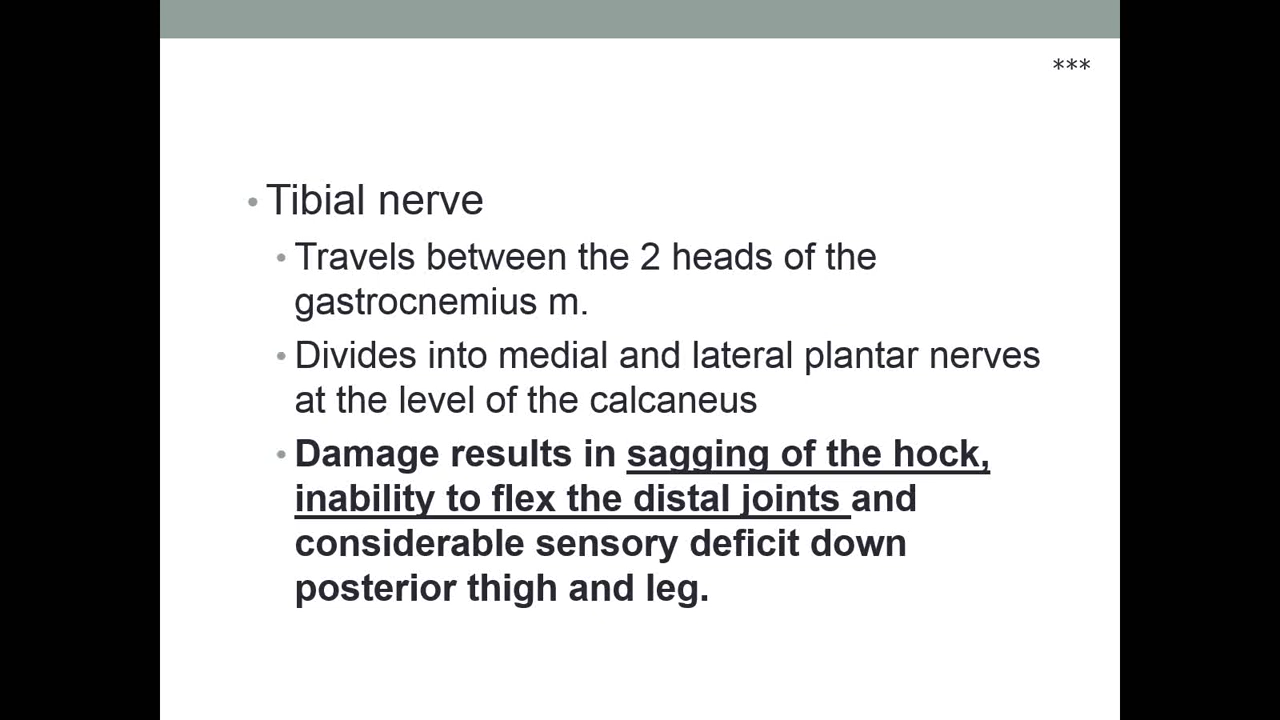 ***
• Tibial nerve
• Travels between the 2 heads of the
gastrocnemius m.
• Divides into medial and lateral plantar nerves
at the level of the calcaneus
• Damage results in sagging of the hock,
inability to flex the distal joints and
considerable sensory deficit down
posterior thigh and leg.